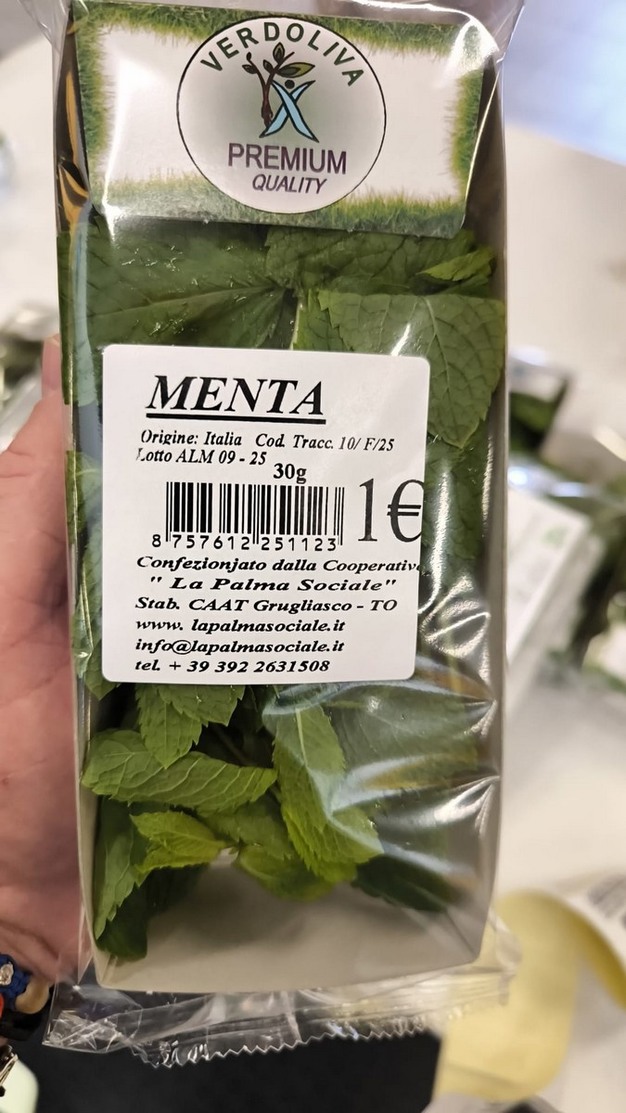 VERDOLIVA
PREMIUM
QUALITY
MENTA
Origine: Italia Cod. Tracc. 10/ F/25
Lotto ALM 09 - 25
30g
1€
8 757612 251123
Confezionjato dalla Cooperativa
" La Palma Sociale"
Stab. CAAT Grugliasco - TO
www. lapalmasociale.it
info@lapalmasociale.it
tel. + 39 392 2631508